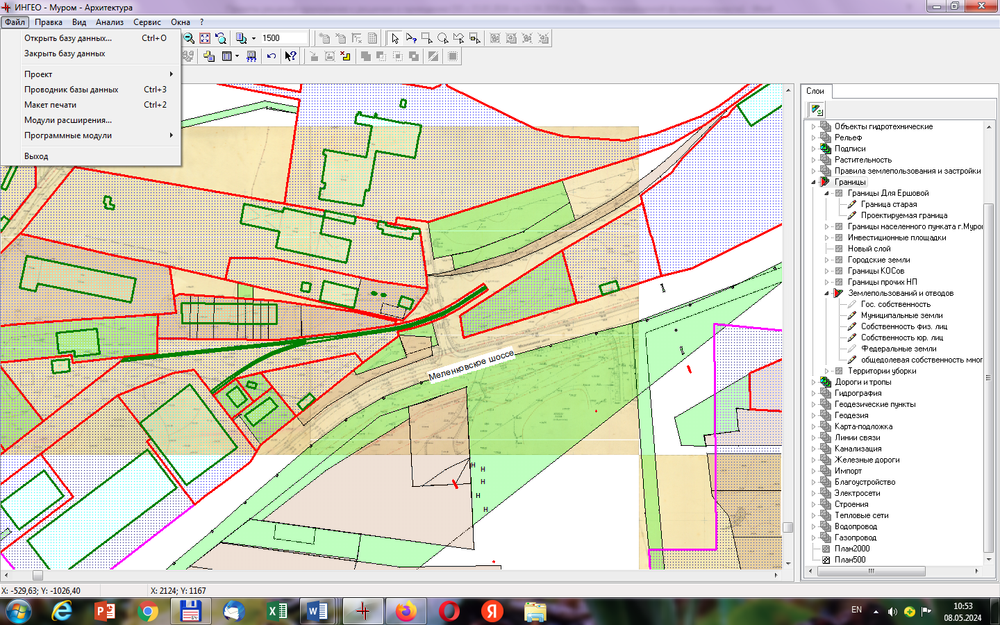 ИНГЕО - Муром - Архитектура
Файл Правка Вид Анализ Сервис Окна ?
Открыть базу данных... Ctrl+O
Закрыть базу данных
Проект
Проводник базы данных Ctrl+3
Макет печати Ctrl+2
Модули расширения...
Программные модули
Выход
1500
Слои
Объекты гидротехнические
Рельеф
Подписи
Растительность
Правила землепользования и застройки
Границы
Границы Для Ершовой
Граница старая
Проектируемая граница
Границы населенного пунката г.Муро
Инвестиционные площадки
Новый слой
Городские земли
Границы КОСов
Границы прочих НП
Землепользований и отводов
Гос. собственность
Муниципальные земли
Собственность физ. лиц
Собственность юр. лиц
Федеральные земли
общедолевая собственность мног
Территории уборки
Дороги и тропы
Гидрография
Геодезические пункты
Геодезия
Карта-подложка
Линии связи
Канализация
Железные дороги
Импорт
Благоустройство
Электросети
Строения
Тепловые сети
Водопровод
Газопровод
План2000
План500
Меленковское шоссе
Н
Н
Н
Н
Н
X: -529,63; Y: -1026,40
X: 2124; Y: 1167
EN
10:53
08.05.2024